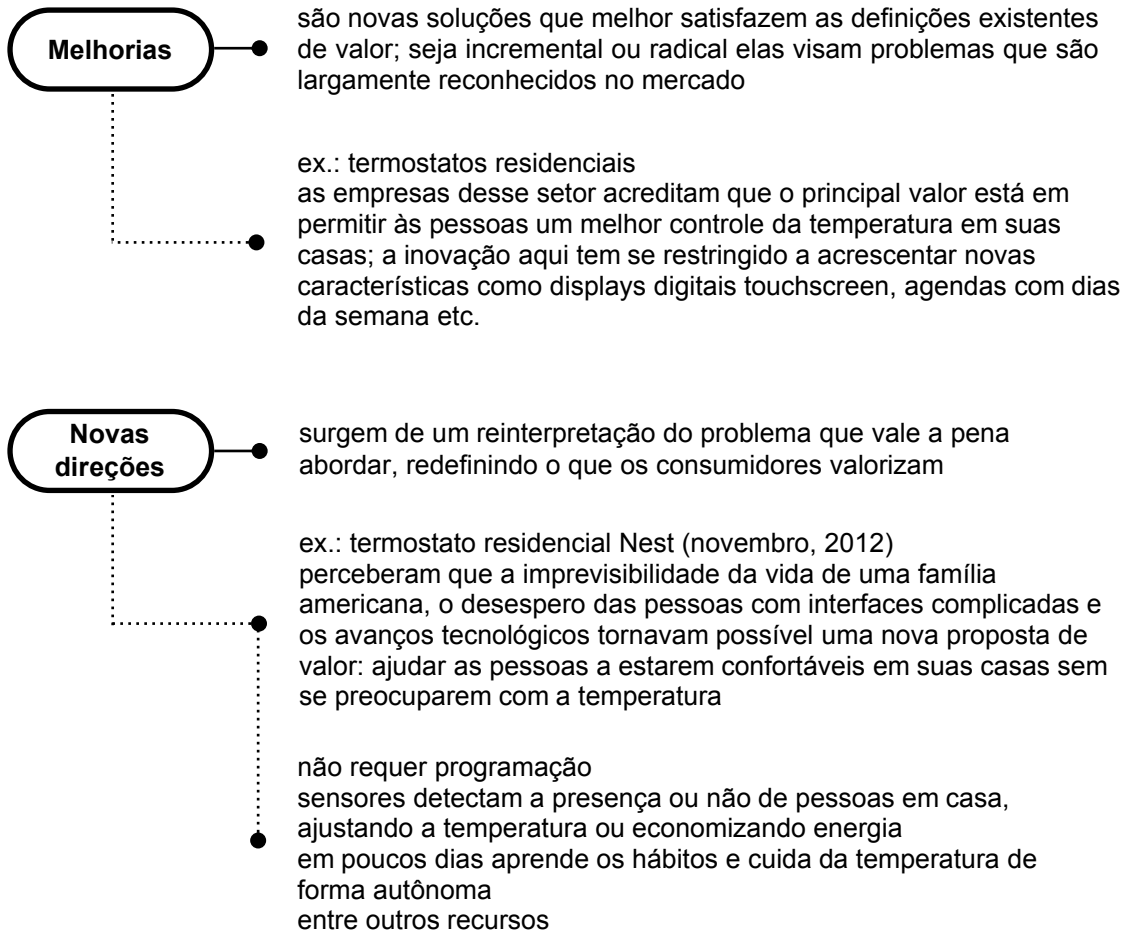 Melhorias
são novas soluções que melhor satisfazem as definições existentes
de valor; seja incremental ou radical elas visam problemas que são
largamente reconhecidos no mercado
ex.: termostatos residenciais
as empresas desse setor acreditam que o principal valor está em
permitir às pessoas um melhor controle da temperatura em suas
casas; a inovação aqui tem se restringido a acrescentar novas
características como displays digitais touchscreen, agendas com dias
da semana etc.
Novas
direções
surgem de um reinterpretação do problema que vale a pena
abordar, redefinindo o que os consumidores valorizam
ex.: termostato residencial Nest (novembro, 2012)
perceberam que a imprevisibilidade da vida de uma família
americana, o desespero das pessoas com interfaces complicadas e
os avanços tecnológicos tornavam possível uma nova proposta de
valor: ajudar as pessoas a estarem confortáveis em suas casas sem
se preocuparem com a temperatura
não requer programação
sensores detectam a presença ou não de pessoas em casa,
ajustando a temperatura ou economizando energia
em poucos dias aprende os hábitos e cuida da temperatura de
forma autônoma
entre outros recursos